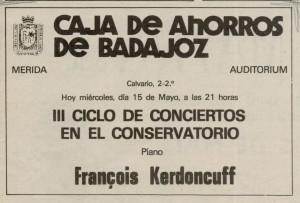 CAJA DE AHORROS
DE BADAJOZ
MERIDA AUDITORIUM
Calvario, 2-2.º
Hoy miércoles, día 15 de Mayo, a las 21 horas
III CICLO DE CONCIERTOS
EN EL CONSERVATORIO
Piano
François Kerdoncuff